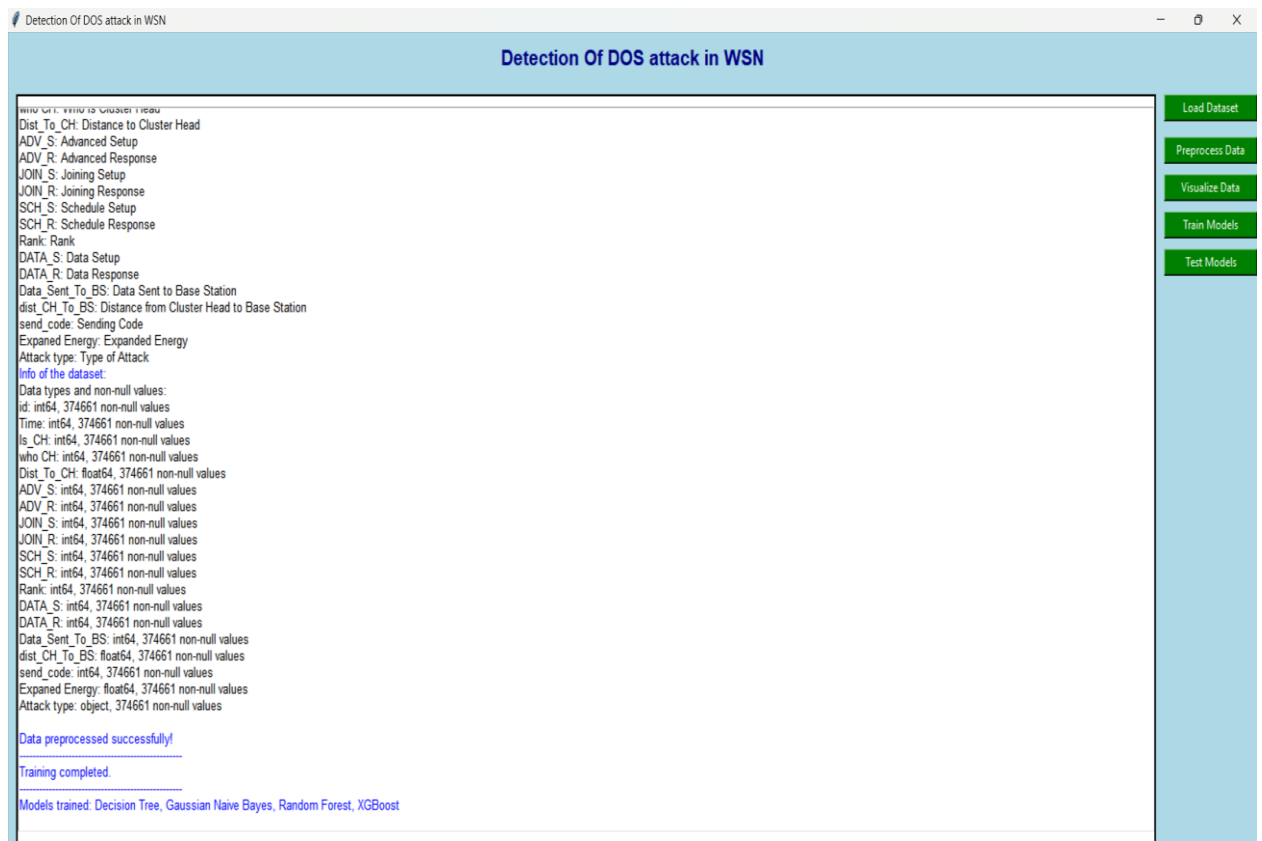 Detection Of DOS attack in WSN
Detection Of DOS attack in WSN
who CH: Who Is Cluster Head
Dist_To_CH: Distance to Cluster Head
ADV_S: Advanced Setup
ADV_R: Advanced Response
JOIN_S: Joining Setup
JOIN_R: Joining Response
SCH_S: Schedule Setup
SCH_R: Schedule Response
Rank: Rank
DATA_S: Data Setup
DATA_R: Data Response
Data_Sent_To_BS: Data Sent to Base Station
dist_CH_To_BS: Distance from Cluster Head to Base Station
send_code: Sending Code
Expaned Energy: Expanded Energy
Attack type: Type of Attack
Info of the dataset:
Data types and non-null values:
id: int64, 374661 non-null values
Time: int64, 374661 non-null values
Is_CH: int64, 374661 non-null values
who CH: int64, 374661 non-null values
Dist_To_CH: float64, 374661 non-null values
ADV_S: int64, 374661 non-null values
ADV_R: int64, 374661 non-null values
JOIN_S: int64, 374661 non-null values
JOIN_R: int64, 374661 non-null values
SCH_S: int64, 374661 non-null values
SCH_R: int64, 374661 non-null values
Rank: int64, 374661 non-null values
DATA_S: int64, 374661 non-null values
DATA_R: int64, 374661 non-null values
Data_Sent_To_BS: int64, 374661 non-null values
dist_CH_To_BS: float64, 374661 non-null values
send_code: int64, 374661 non-null values
Expaned Energy: float64, 374661 non-null values
Attack type: object, 374661 non-null values
Data preprocessed successfully!
--------------------------------------------------
Training completed.
--------------------------------------------------
Models trained: Decision Tree, Gaussian Naive Bayes, Random Forest, XGBoost
Load Dataset
Preprocess Data
Visualize Data
Train Models
Test Models